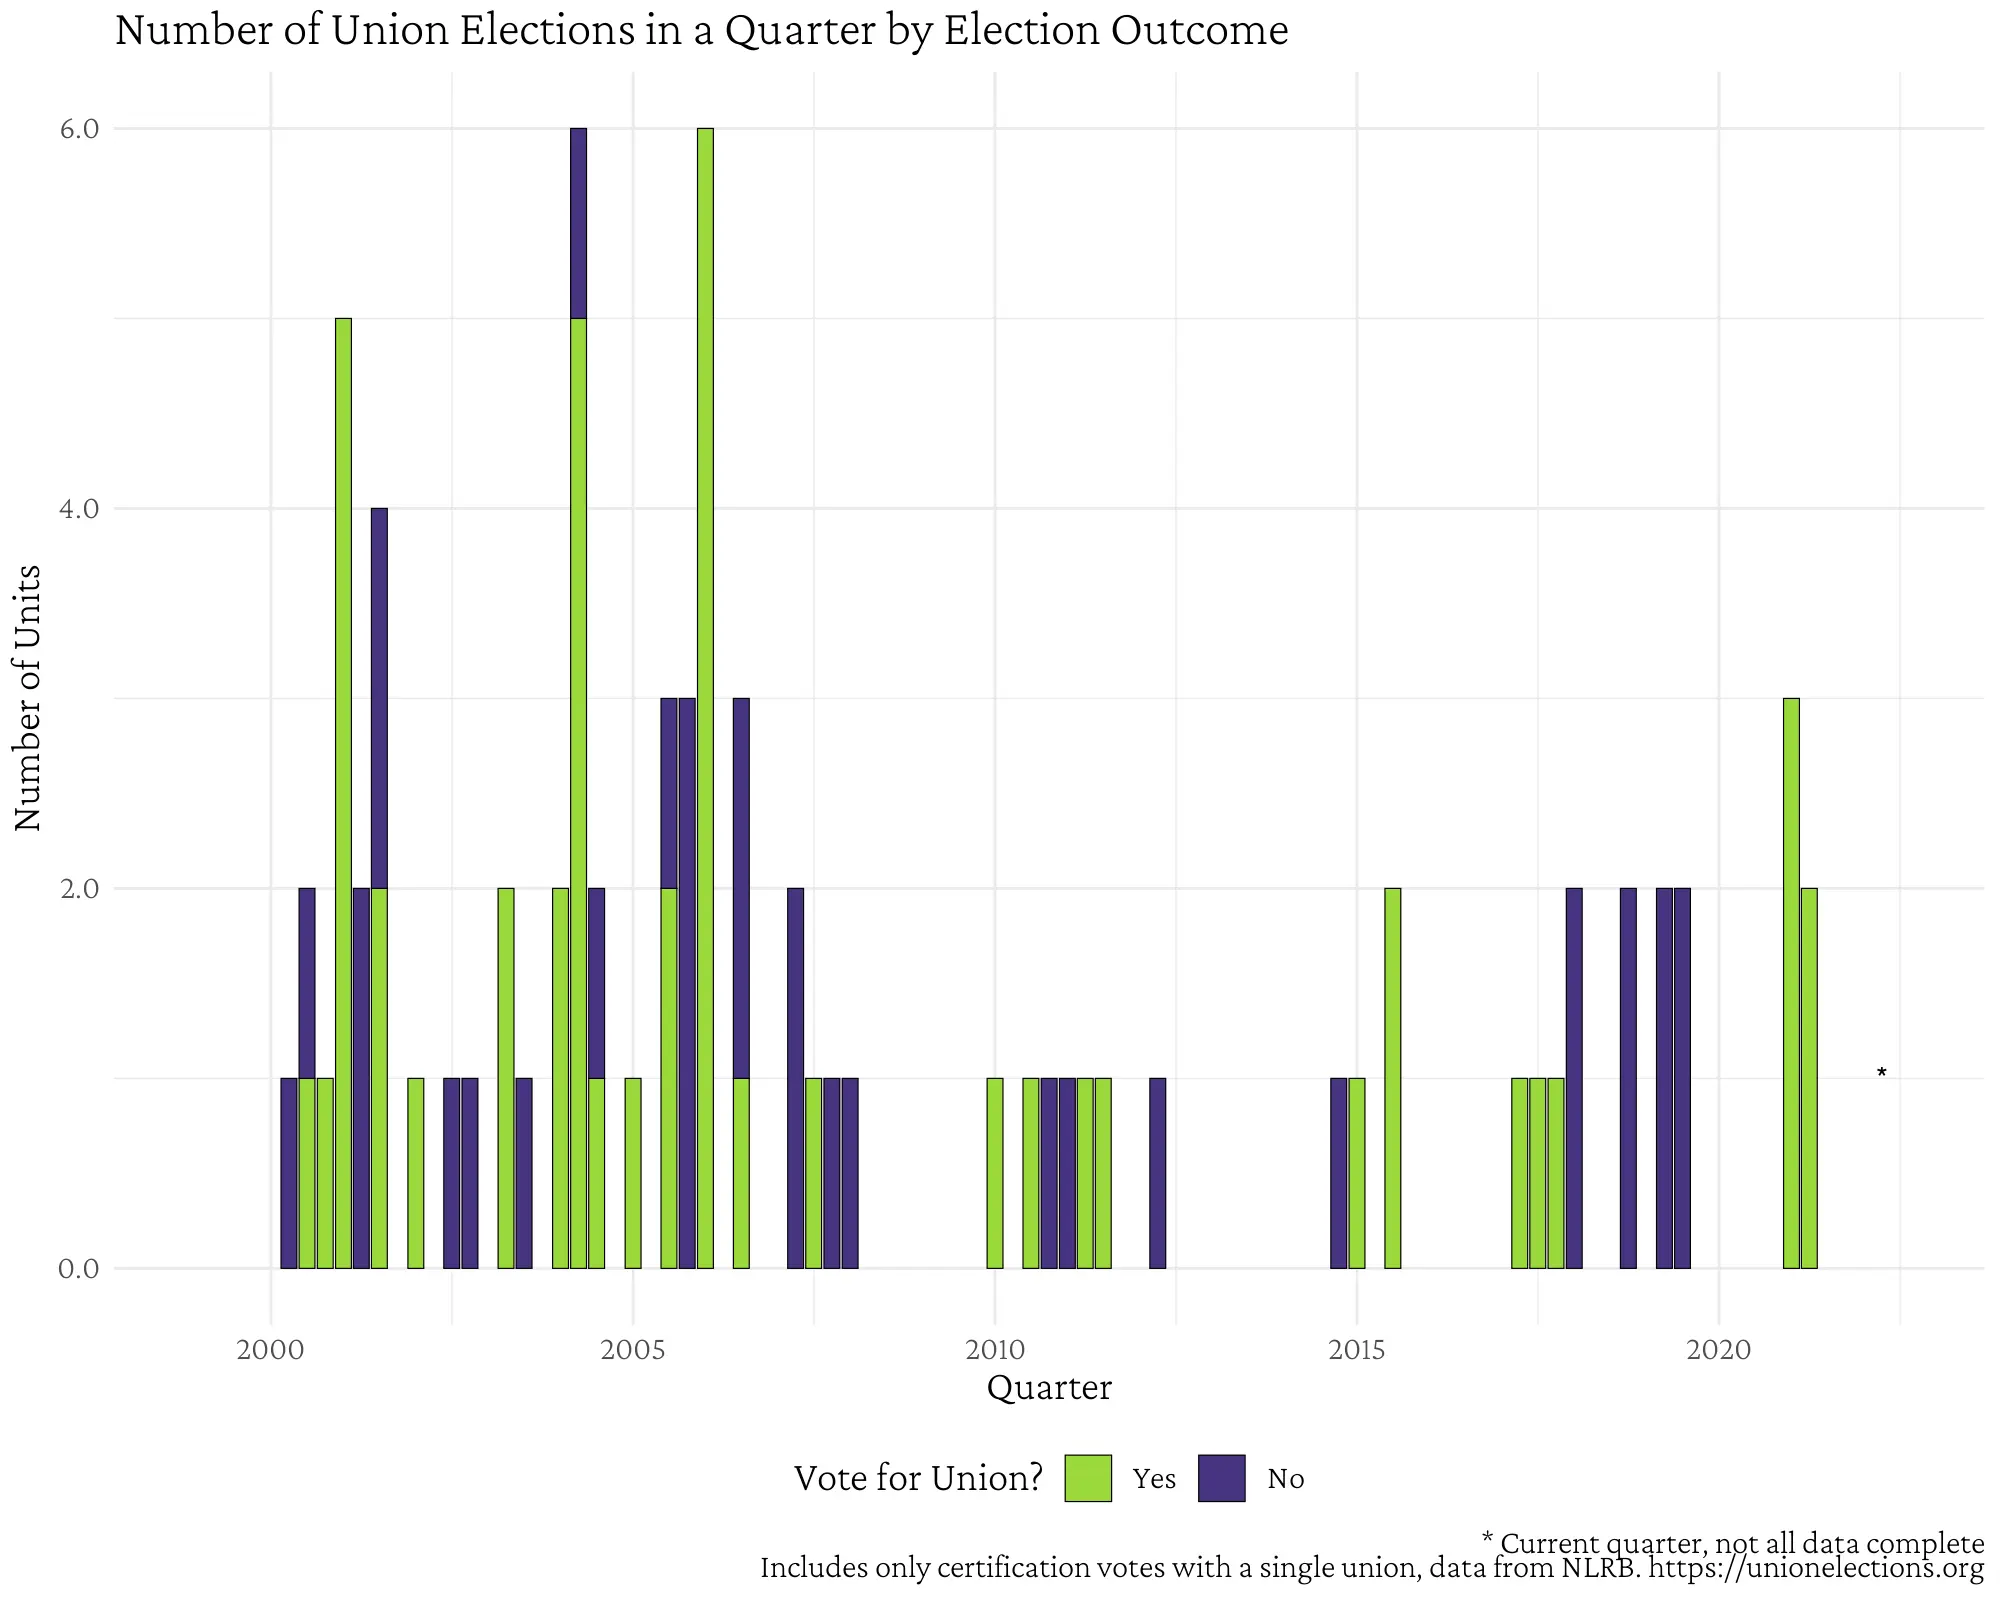 Number of Union Elections in a Quarter by Election Outcome
6.0
4.0
2.0
0.0
Number of Units
2000 2005 2010 2015 2020
Quarter
*
Vote for Union? Yes No
* Current quarter, not all data complete
Includes only certification votes with a single union, data from NLRB. https://unionelections.org